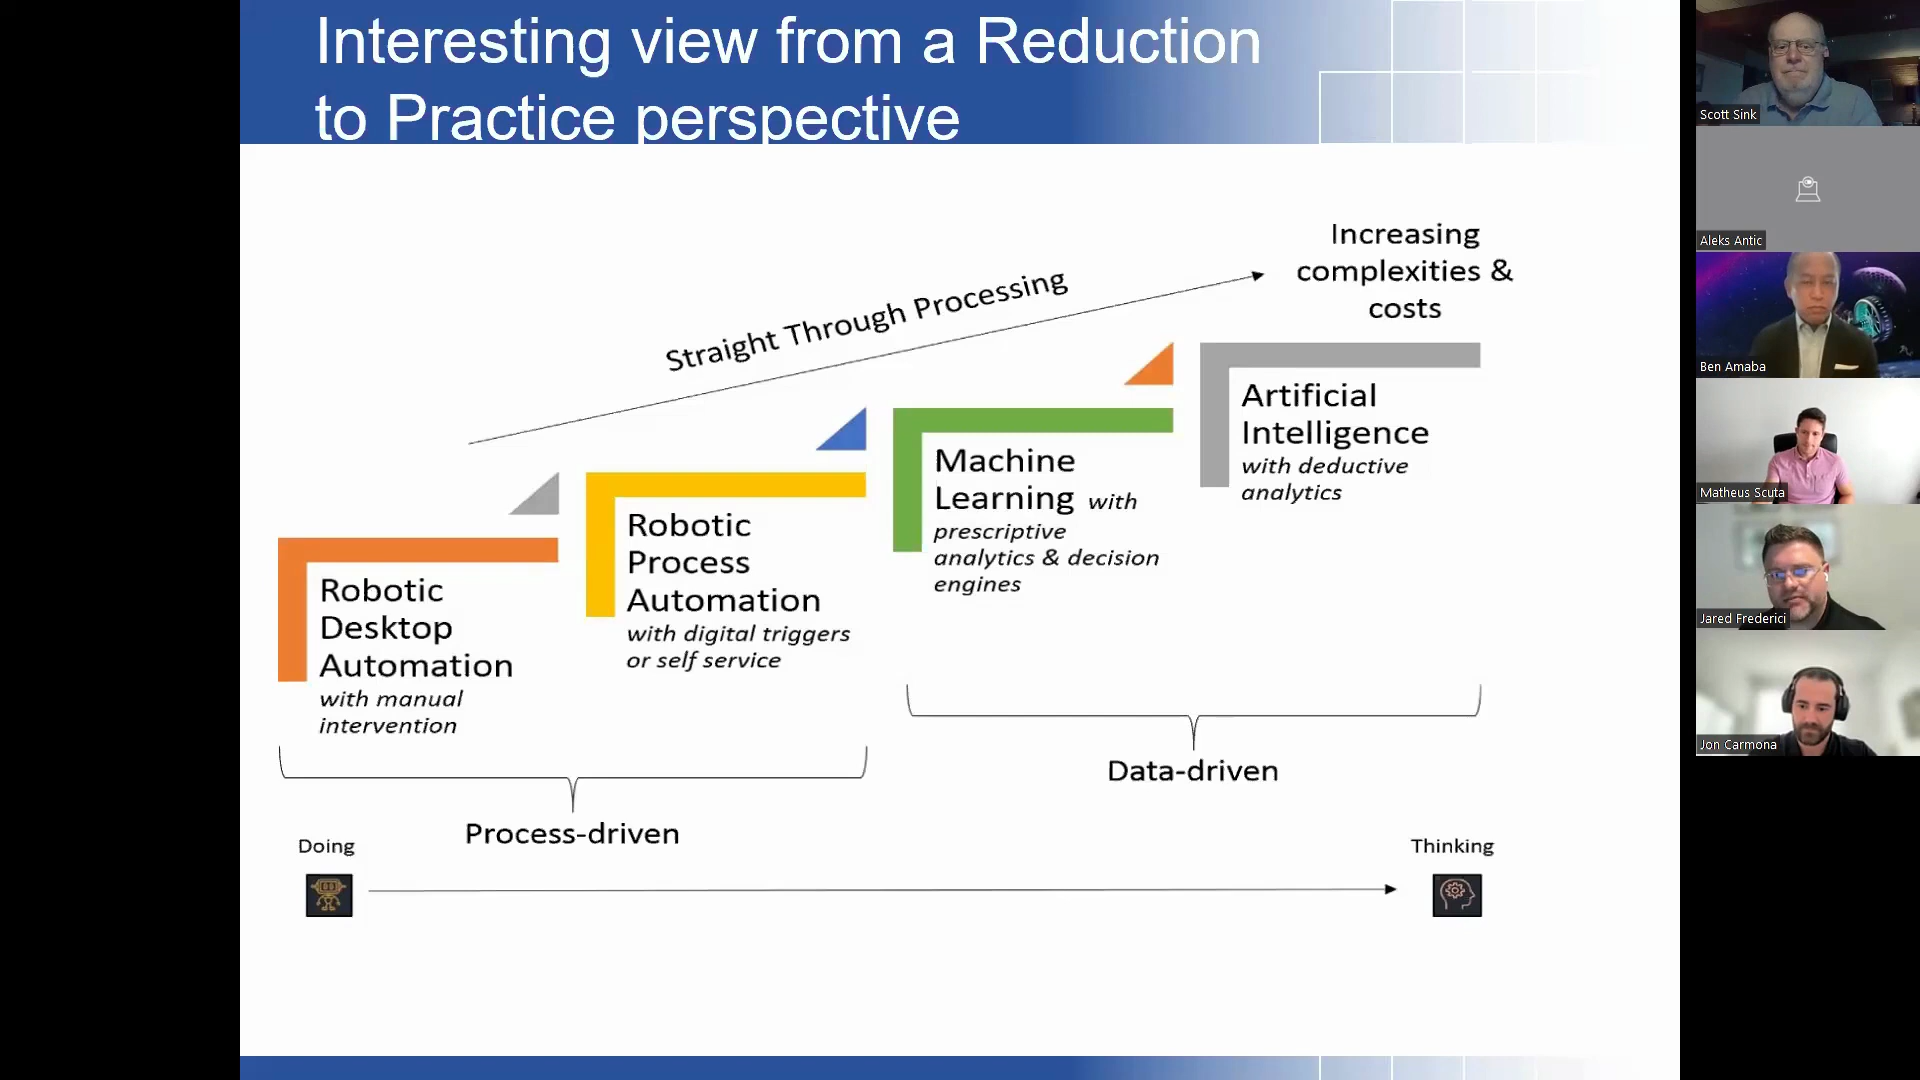 Interesting view from a Reduction
to Practice perspective
Increasing
complexities &
costs
Straight Through Processing
Artificial
Intelligence
with deductive
analytics
Machine
Learning with
prescriptive
analytics & decision
engines
Robotic
Process
Automation
with digital triggers
or self service
Robotic
Desktop
Automation
with manual
intervention
Data-driven
Process-driven
Doing
Thinking
Scott Sink
Aleks Antic
Ben Amaba
Matheus Scuta
Jared Frederici
Jon Carmona